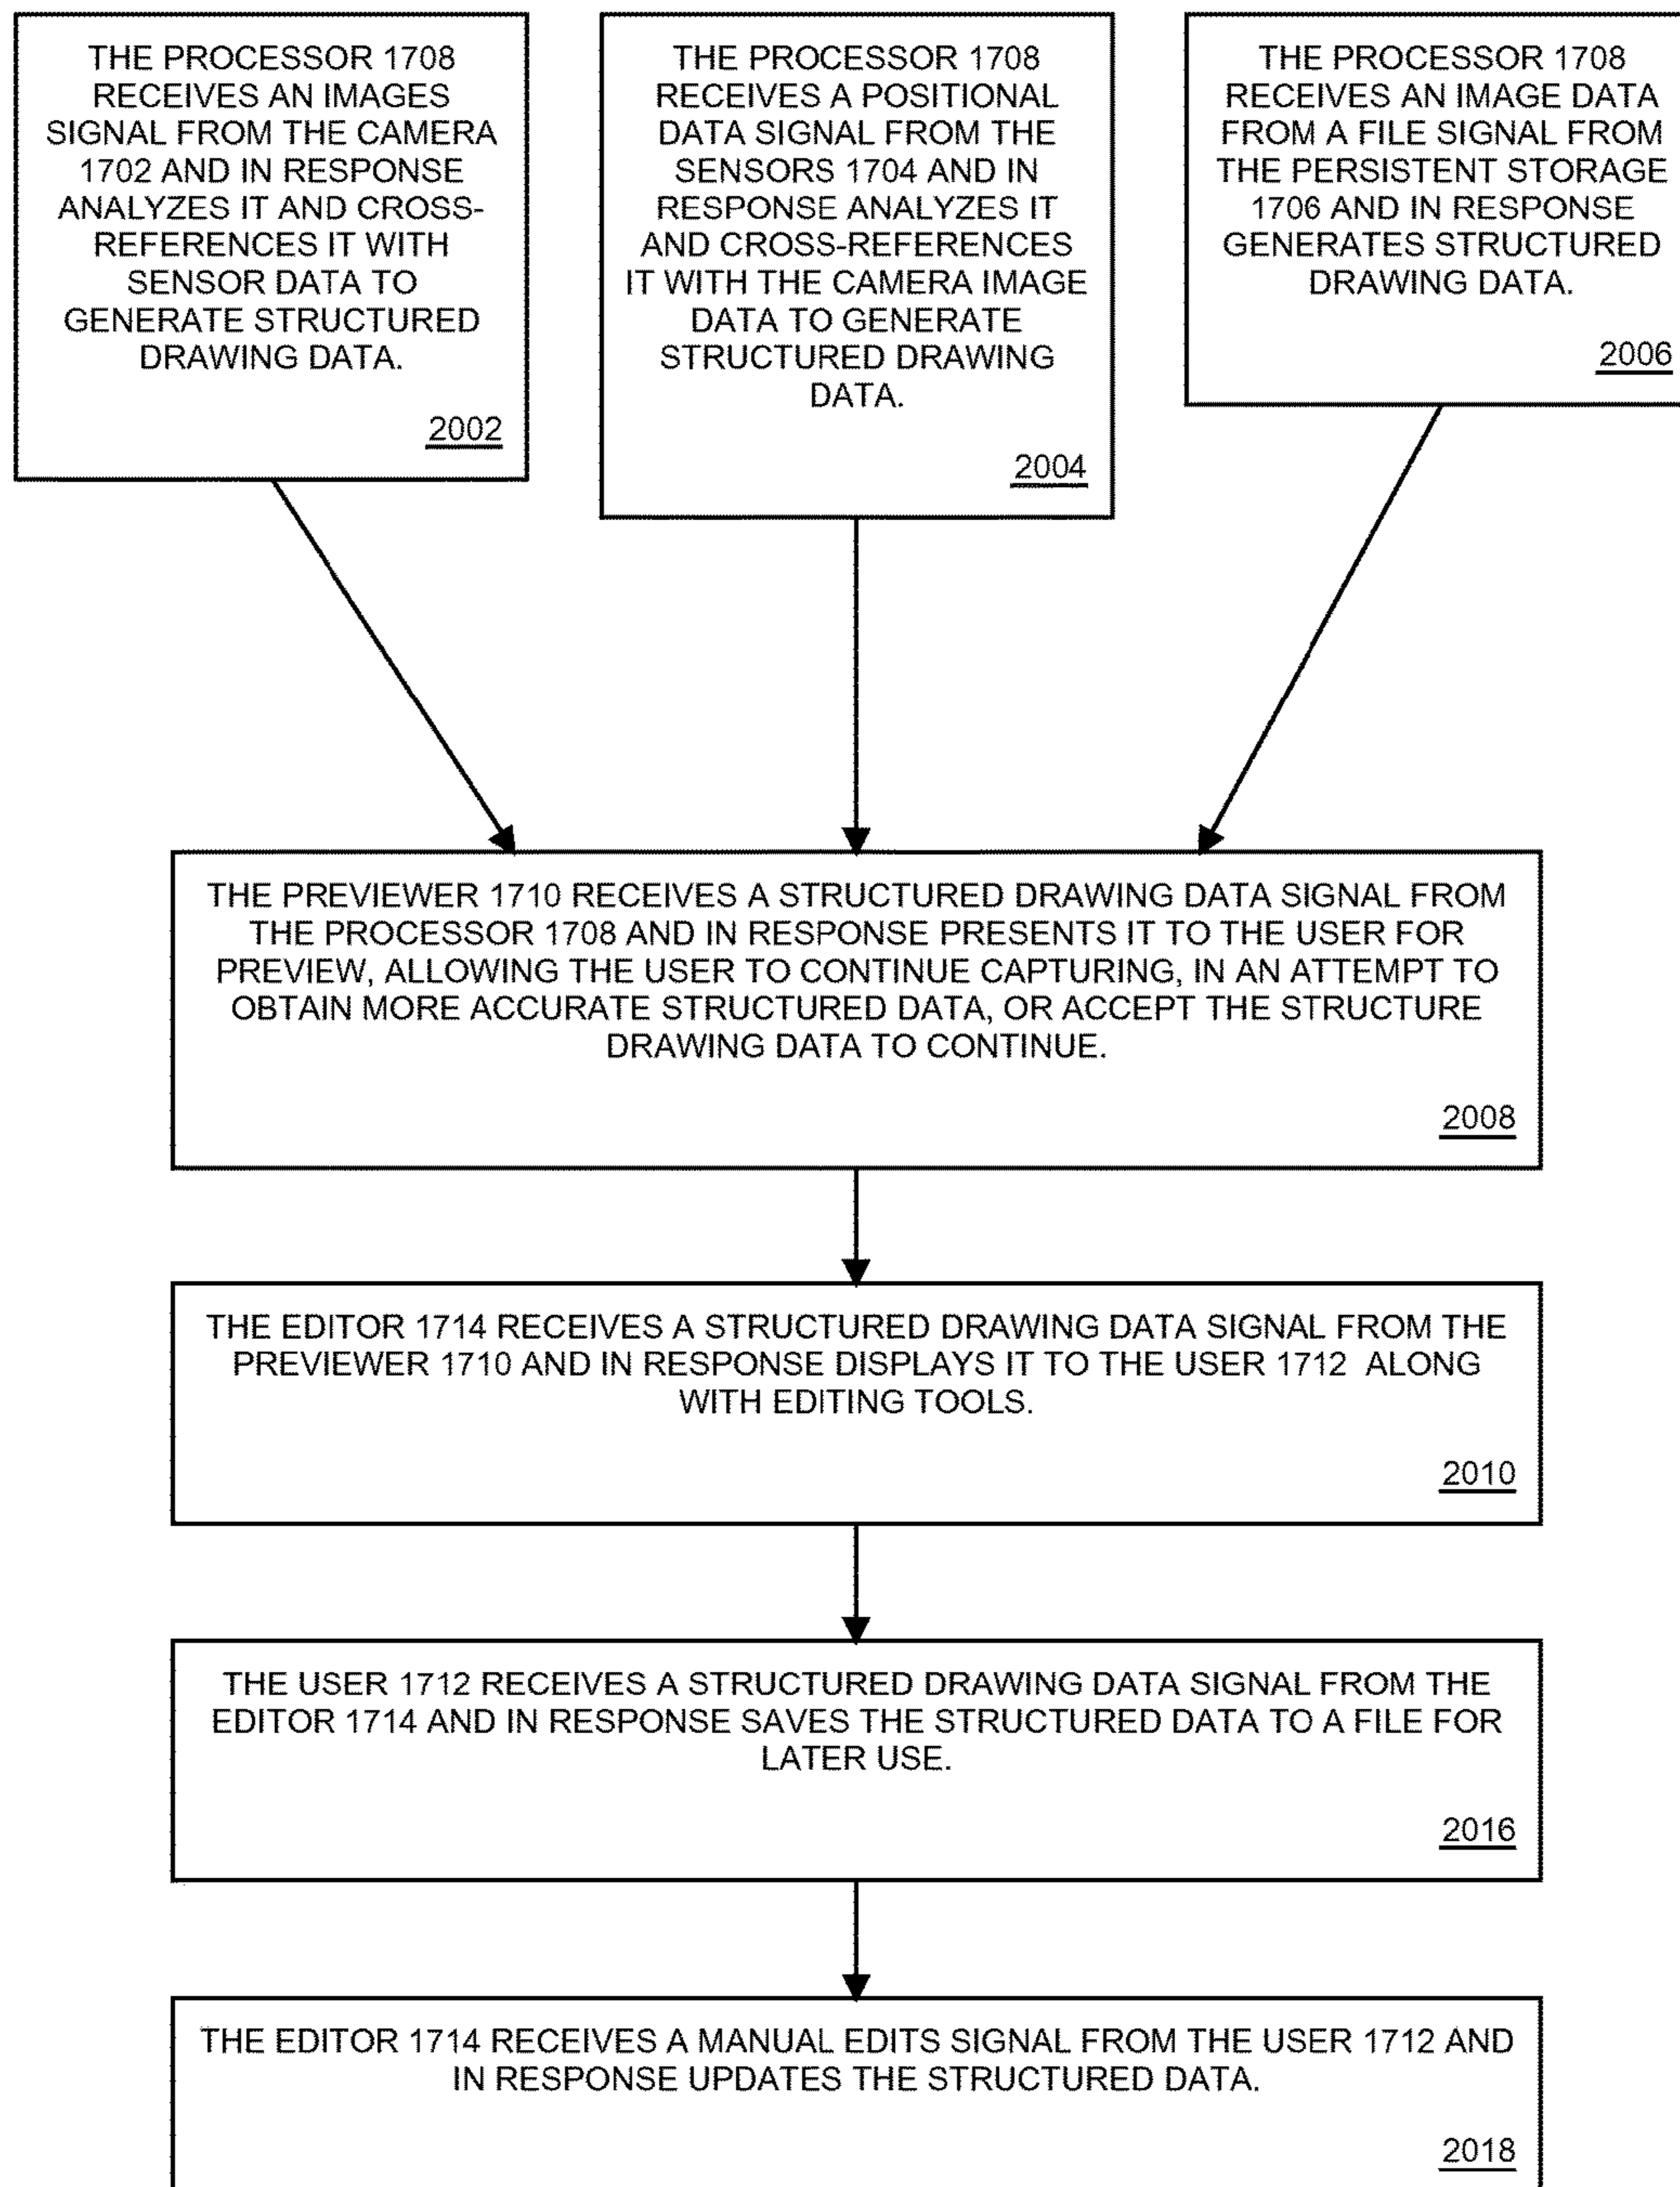 THE PROCESSOR 1708
RECEIVES AN IMAGES
SIGNAL FROM THE CAMERA
1702 AND IN RESPONSE
ANALYZES IT AND CROSS-
REFERENCES IT WITH
SENSOR DATA TO
GENERATE STRUCTURED
DRAWING DATA.
2002
THE PROCESSOR 1708
RECEIVES A POSITIONAL
DATA SIGNAL FROM THE
SENSORS 1704 AND IN
RESPONSE ANALYZES IT
AND CROSS-REFERENCES
IT WITH THE CAMERA IMAGE
DATA TO GENERATE
STRUCTURED DRAWING
DATA.
2004
THE PROCESSOR 1708
RECEIVES AN IMAGE DATA
FROM A FILE SIGNAL FROM
THE PERSISTENT STORAGE
1706 AND IN RESPONSE
GENERATES STRUCTURED
DRAWING DATA.
2006
THE PREVIEWER 1710 RECEIVES A STRUCTURED DRAWING DATA SIGNAL FROM
THE PROCESSOR 1708 AND IN RESPONSE PRESENTS IT TO THE USER FOR
PREVIEW, ALLOWING THE USER TO CONTINUE CAPTURING, IN AN ATTEMPT TO
OBTAIN MORE ACCURATE STRUCTURED DATA, OR ACCEPT THE STRUCTURE
DRAWING DATA TO CONTINUE.
2008
THE EDITOR 1714 RECEIVES A STRUCTURED DRAWING DATA SIGNAL FROM THE
PREVIEWER 1710 AND IN RESPONSE DISPLAYS IT TO THE USER 1712 ALONG
WITH EDITING TOOLS.
2010
THE USER 1712 RECEIVES A STRUCTURED DRAWING DATA SIGNAL FROM THE
EDITOR 1714 AND IN RESPONSE SAVES THE STRUCTURED DATA TO A FILE FOR
LATER USE.
2016
THE EDITOR 1714 RECEIVES A MANUAL EDITS SIGNAL FROM THE USER 1712 AND
IN RESPONSE UPDATES THE STRUCTURED DATA.
2018